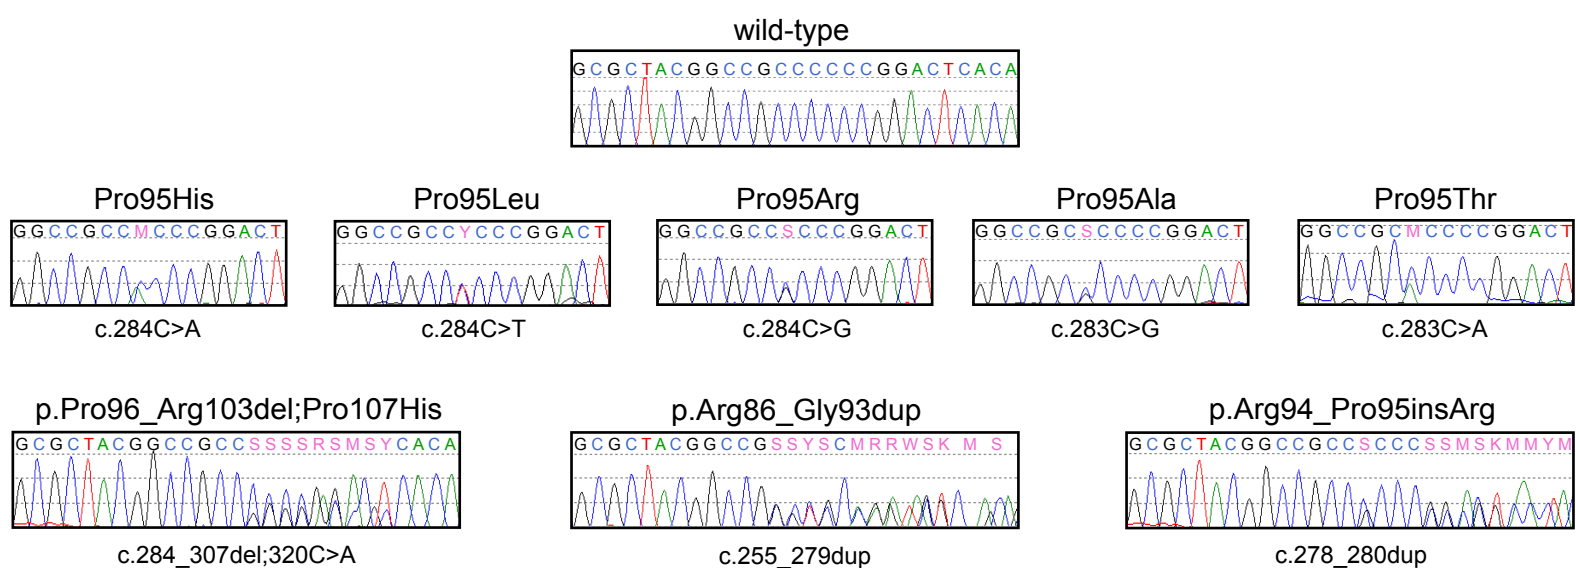 wild-type
GCGCTACGGCCGCCCCCCGGACTCACA
Pro95His
GGCCGCCMCCCGGACT
c.284C>A
Pro95Leu
GGCCGCCYCCCGGACT
c.284C>T
Pro95Arg
GGCCGCCSCCCGGACT
c.284C>G
Pro95Ala
GGCCGCSCCCCGGACT
c.283C>G
Pro95Thr
GGCCGCMCCCCGGACT
c.283C>A
p.Pro96_Arg103del;Pro107His
GCGCTACGGCCGCCSSSSRSMSYCACA
c.284_307del;320C>A
p.Arg86_Gly93dup
GCGCTACGGCCGSSYSCMRRWSK M S
c.255_279dup
p.Arg94_Pro95insArg
GCGCTACGGCCGCCSCCCSSMSKMMYM
c.278_280dup